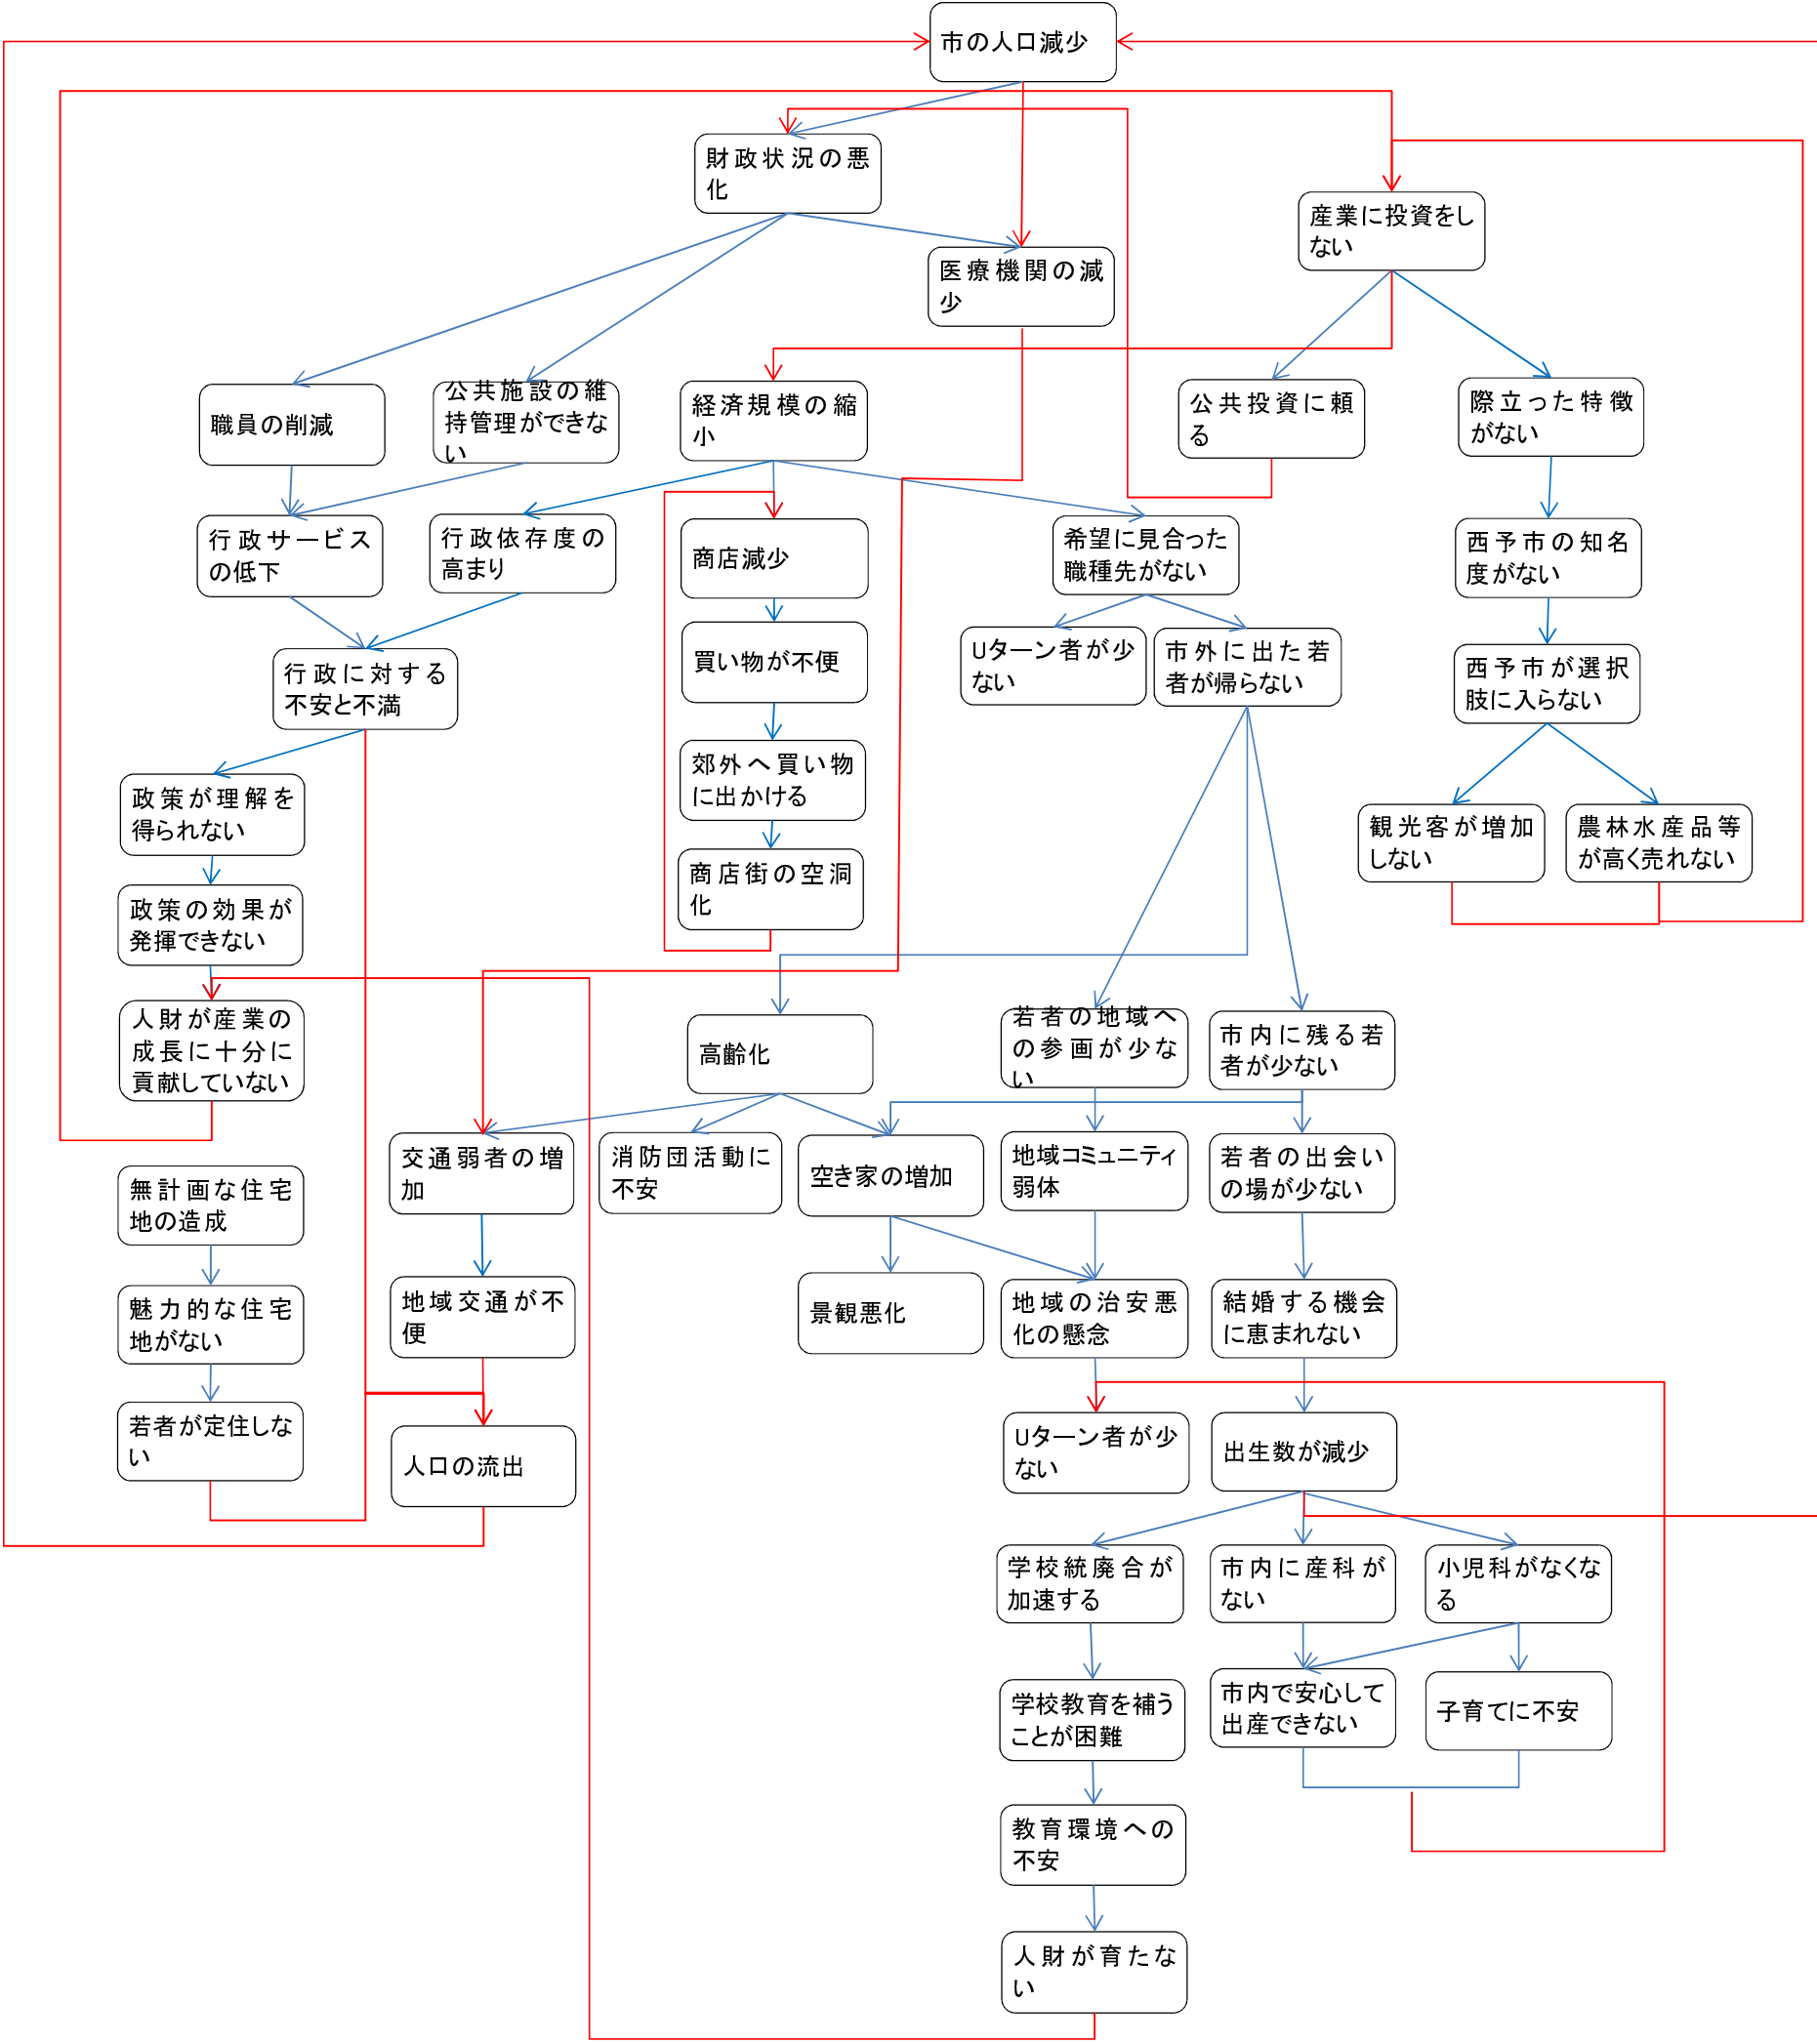 市の人口減少
財政状況の悪
化
産業に投資をし
ない
医療機関の減
少
職員の削減
公共施設の維
持管理ができな
い
経済規模の縮
小
公共投資に頼
る
際立った特徴
がない
行政サービス
の低下
行政依存度の
高まり
商店減少
希望に見合った
職種先がない
西予市の知名
度がない
買い物が不便
Uターン者が少
ない
市外に出た若
者が帰らない
西予市が選択
肢に入らない
行政に対する
不安と不満
郊外へ買い物
に出かける
政策が理解を
得られない
観光客が増加
しない
農林水産品等
が高く売れない
商店街の空洞
化
政策の効果が
発揮できない
人財が産業の
成長に十分に
貢献していない
高齢化
若者の地域へ
の参画が少な
い
市内に残る若
者が少ない
交通弱者の増
加
消防団活動に
不安
空き家の増加
地域コミュニティ
弱体
若者の出会い
の場が少ない
無計画な住宅
地の造成
地域交通が不
便
景観悪化
地域の治安悪
化の懸念
結婚する機会
に恵まれない
魅力的な住宅
地がない
若者が定住しな
い
人口の流出
Uターン者が少
ない
出生数が減少
学校統廃合が
加速する
市内に産科が
ない
小児科がなくな
る
学校教育を補う
ことが困難
市内で安心して
出産できない
子育てに不安
教育環境への
不安
人財が育たな
い